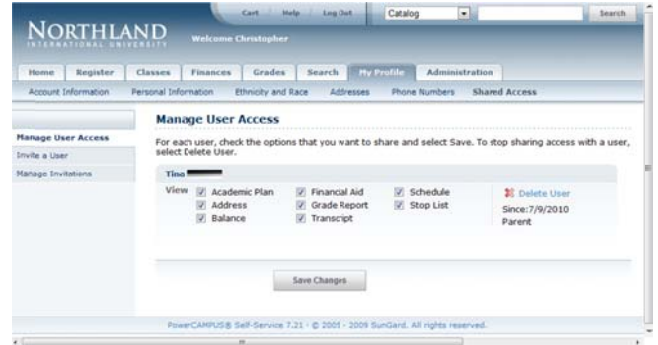 Cart Help Log Out Catalog Search
NORTHLAND
INTERNATIONAL UNIVERSITY
Welcome Christopher
Home Register Classes Finances Grades Search My Profile Administration
Account Information Personal Information Ethnicity and Race Addresses Phone Numbers Shared Access
Manage User Access
Manage User Access
Invite a User
Manage Invitations
For each user, check the options that you want to share and select Save. To stop sharing access with a user,
select Delete User.
Tino
View Academic Plan Financial Aid Schedule Delete User
Address Grade Report Stop List Since:7/9/2010
Balance Transcript Parent
Save Changes
PowerCAMPUS® Self-Service 7.21 · © 2001 - 2009 SunGard. All rights reserved.